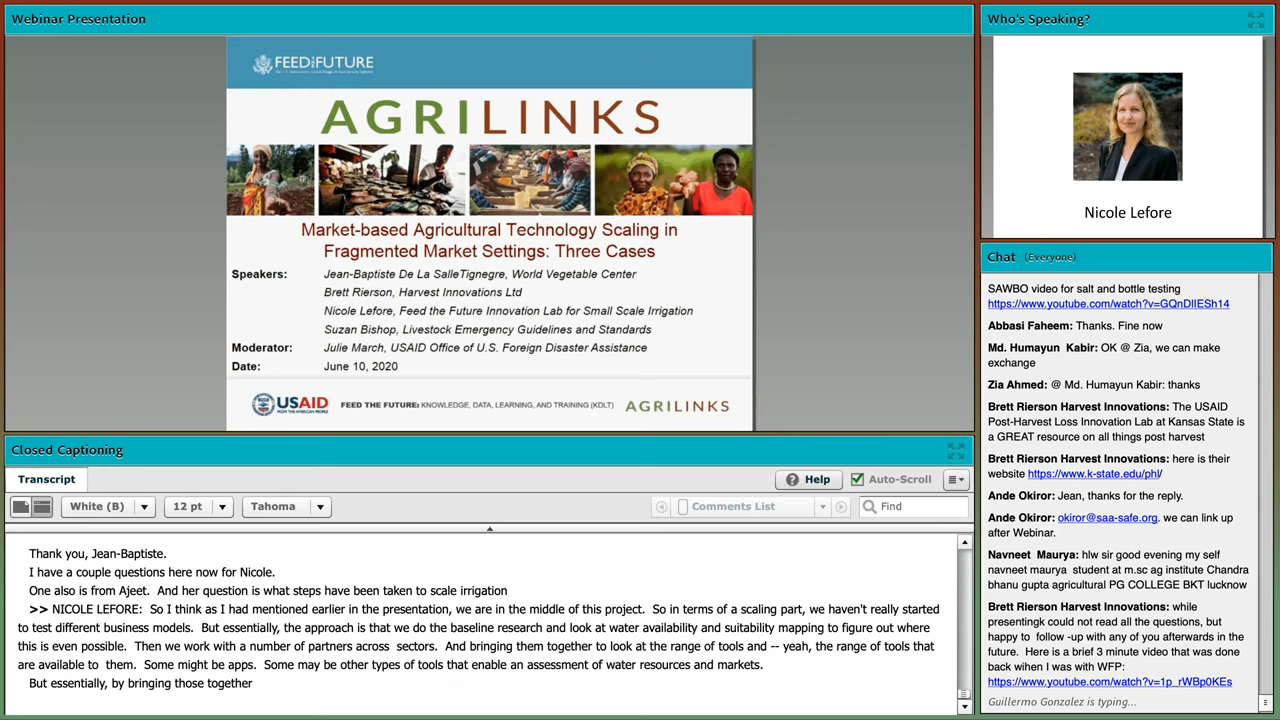 Webinar Presentation
FEED THE FUTURE
AGRILINKS
Market-based Agricultural Technology Scaling in
Fragmented Market Settings: Three Cases
Speakers: Jean-Baptiste De La SalleTignegre, World Vegetable Center
Brett Rierson, Harvest Innovations Ltd
Nicole Lefore, Feed the Future Innovation Lab for Small Scale Irrigation
Suzan Bishop, Livestock Emergency Guidelines and Standards
Moderator: Julie March, USAID Office of U.S. Foreign Disaster Assistance
Date: June 10, 2020
USAID
FROM THE AMERICAN PEOPLE
FEED THE FUTURE: KNOWLEDGE, DATA, LEARNING, AND TRAINING (KDLT)
AGRILINKS
Closed Captioning
Transcript
Help
Auto-Scroll
White (B)
12 pt
Tahoma
Comments List
Find
Thank you, Jean-Baptiste.
I have a couple questions here now for Nicole.
One also is from Ajeet.  And her question is what steps have been taken to scale irrigation
>> NICOLE LEFORE:  So I think as I had mentioned earlier in the presentation, we are in the middle of this project.  So in terms of a scaling part, we haven't really started
to test different business models.  But essentially, the approach is that we do the baseline research and look at water availability and suitability mapping to figure out where
this is even possible.  Then we work with a number of partners across  sectors.  And bringing them together to look at the range of tools and -- yeah, the range of tools that
are available to  them.  Some might be apps.  Some may be other types of tools that enable an assessment of water resources and markets.
But essentially, by bringing those together
Who's Speaking?
Nicole Lefore
Chat (Everyone)
SAWBO video for salt and bottle testing
https://www.youtube.com/watch?v=GQnDlIESh14
Abbasi Faheem: Thanks. Fine now
Md. Humayun  Kabir: OK @ Zia, we can make
exchange
Zia Ahmed: @ Md. Humayun Kabir: thanks
Brett Rierson Harvest Innovations: The USAID
Post-Harvest Loss Innovation Lab at Kansas State is
a GREAT resource on all things post harvest
Brett Rierson Harvest Innovations: here is their
website https://www.k-state.edu/phl/
Ande Okiror: Jean, thanks for the reply.
Ande Okiror: okiror@saa-safe.org. we can link up
after Webinar.
Navneet  Maurya: hlw sir good evening my self
navneet maurya  student at m.sc ag institute Chandra
bhanu gupta agricultural PG COLLEGE BKT lucknow
Brett Rierson Harvest Innovations: while
presentingk could not read all the questions, but
happy to  follow -up with any of you afterwards in the
future.  Here is a brief 3 minute video that was done
back when I was with WFP:
https://www.youtube.com/watch?v=1p_rWBp0KEs
Guillermo Gonzalez is typing...